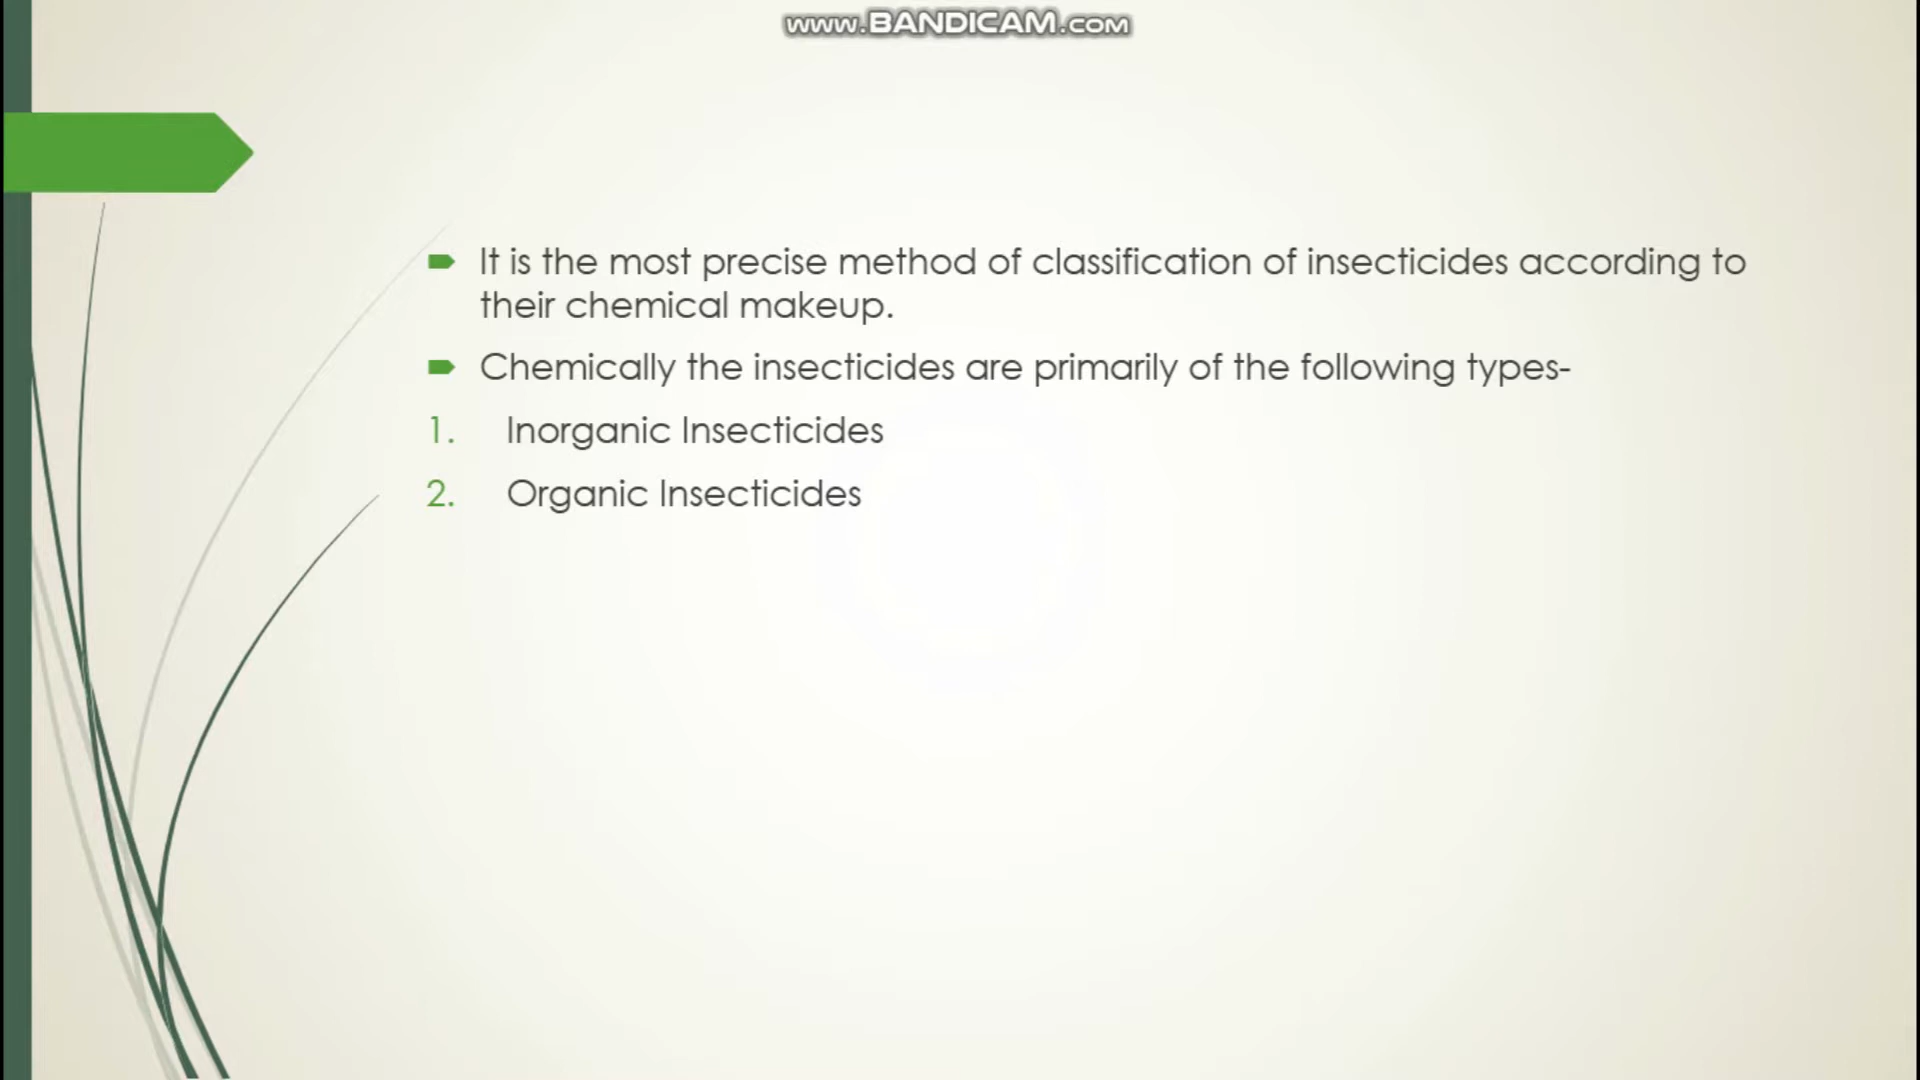 www.BANDICAM.com
It is the most precise method of classification of insecticides according to
their chemical makeup.
Chemically the insecticides are primarily of the following types-
1. Inorganic Insecticides
2. Organic Insecticides